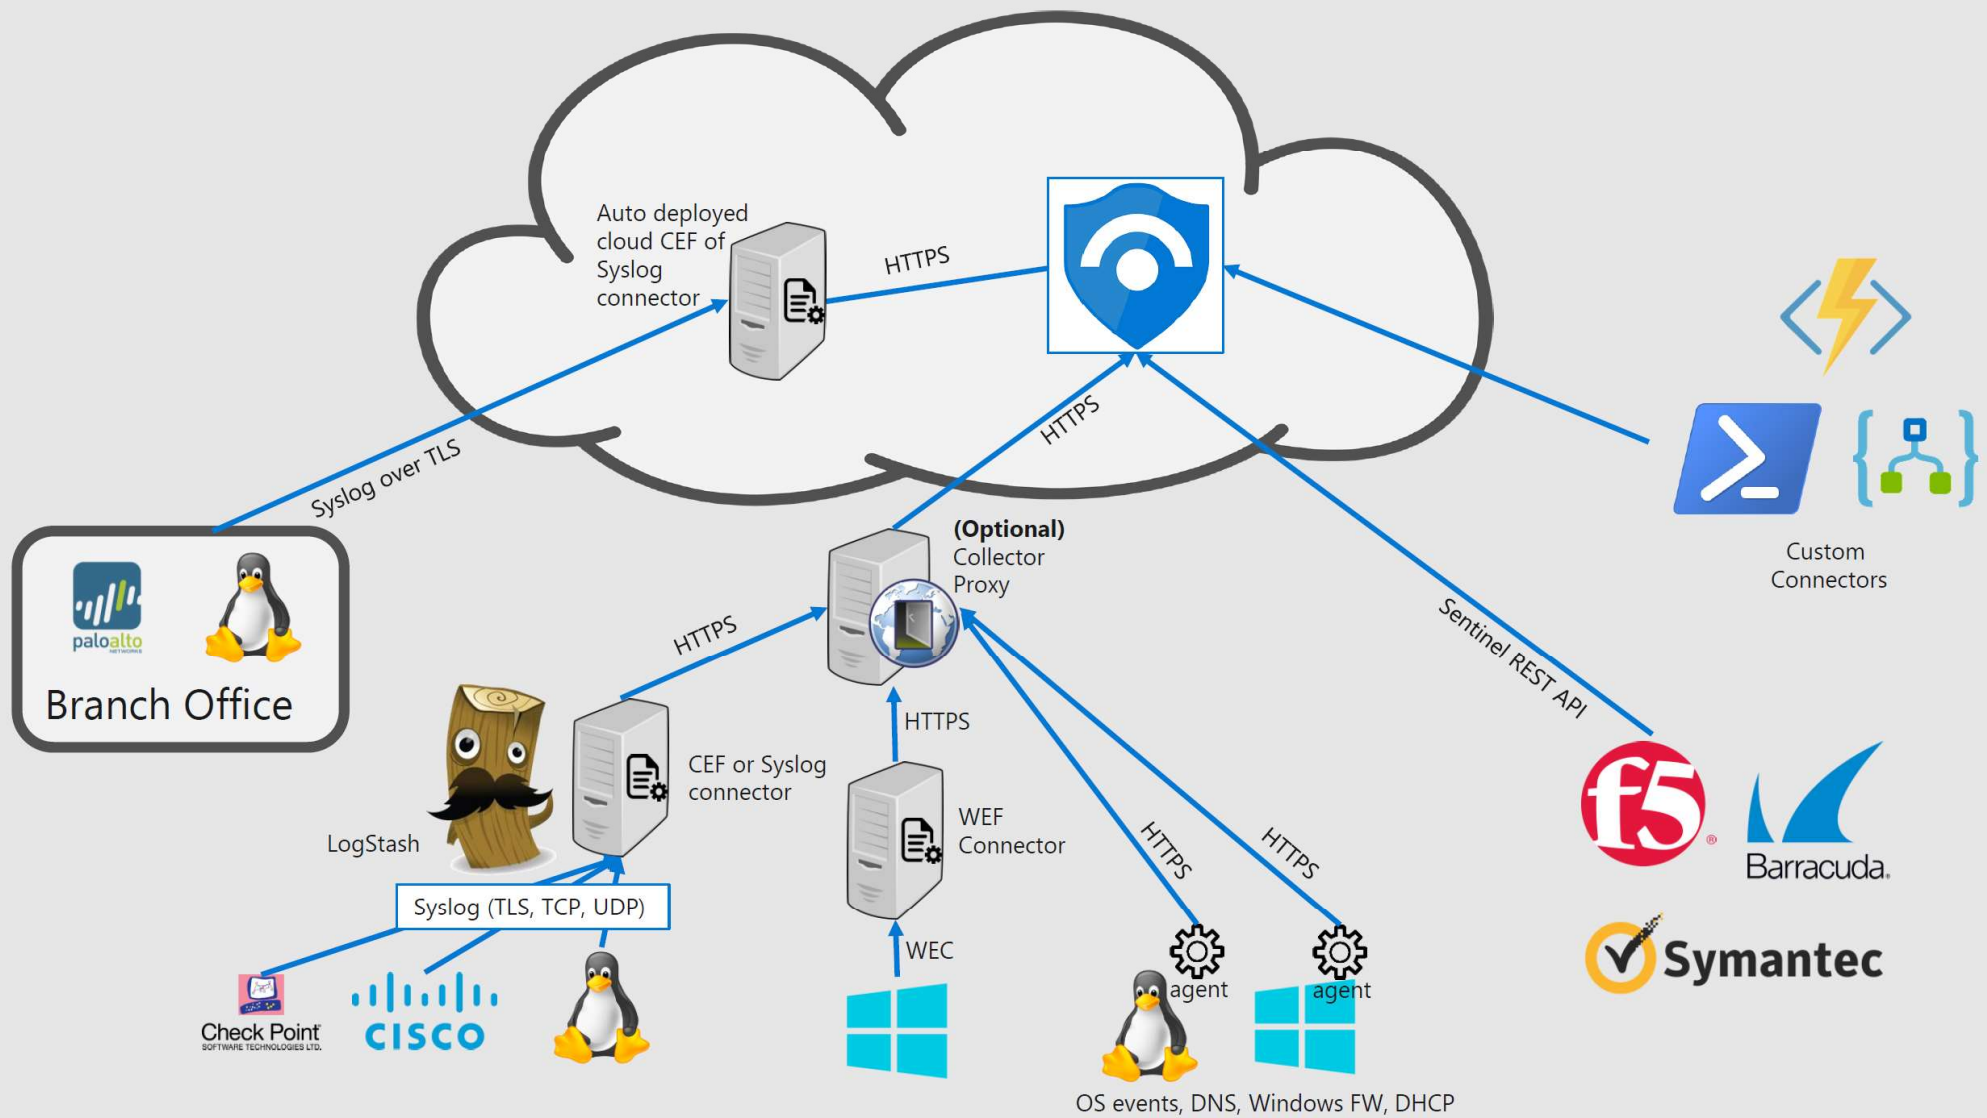 Auto deployed
cloud CEF of
Syslog
connector
HTTPS
HTTPS
Syslog over TLS
(Optional)
Collector
Proxy
Custom
Connectors
paloalto
NETWORKS
Branch Office
HTTPS
Sentinel REST API
HTTPS
CEF or Syslog
connector
WEF
Connector
LogStash
HTTPS
HTTPS
f5
Barracuda
Syslog (TLS, TCP, UDP)
WEC
Symantec
agent
agent
Check Point
SOFTWARE TECHNOLOGIES LTD.
CISCO
OS events, DNS, Windows FW, DHCP